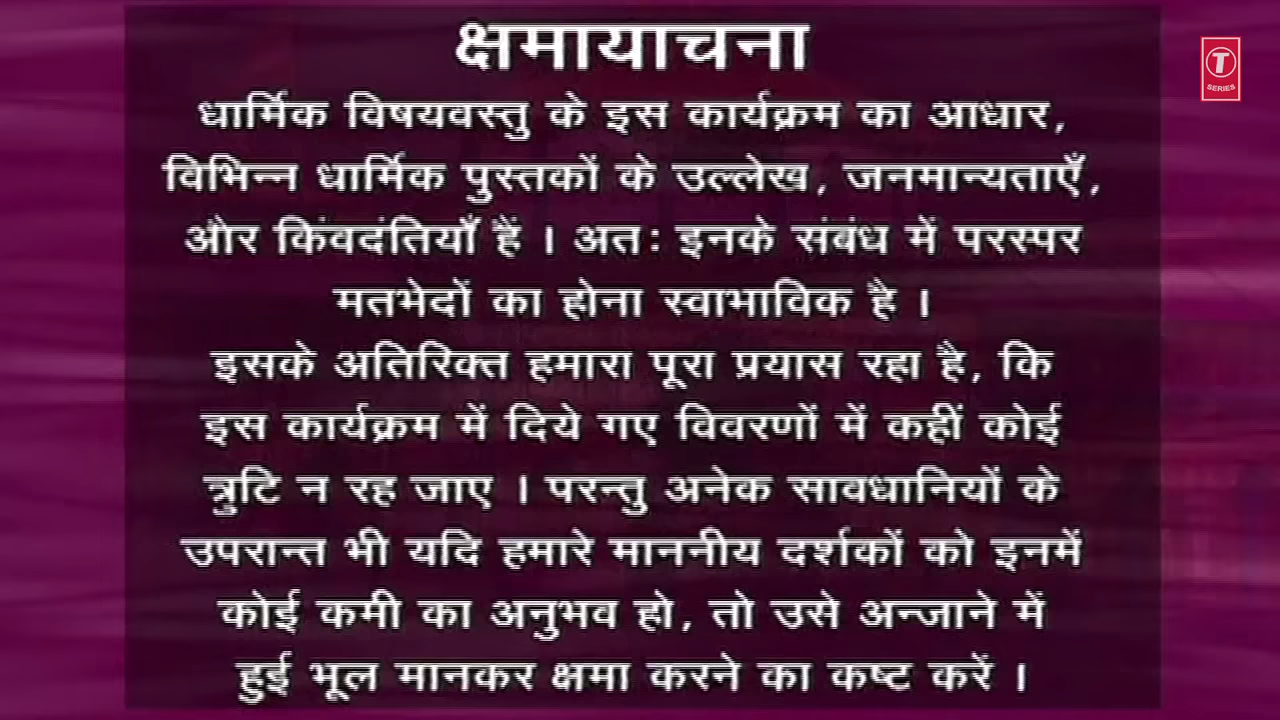 क्षमायाचना
धार्मिक विषयवस्तु के इस कार्यक्रम का आधार,
विभिन्न धार्मिक पुस्तकों के उल्लेख, जनमान्यताएँ,
और किंवदंतियाँ हैं । अतः इनके संबंध में परस्पर
मतभेदों का होना स्वाभाविक है ।
इसके अतिरिक्त हमारा पूरा प्रयास रहा है, कि
इस कार्यक्रम में दिये गए विवरणों में कहीं कोई
त्रुटि न रह जाए । परन्तु अनेक सावधानियों के
उपरान्त भी यदि हमारे माननीय दर्शकों को इनमें
कोई कमी का अनुभव हो, तो उसे अन्जाने में
हुई भूल मानकर क्षमा करने का कष्ट करें ।
T
SERIES